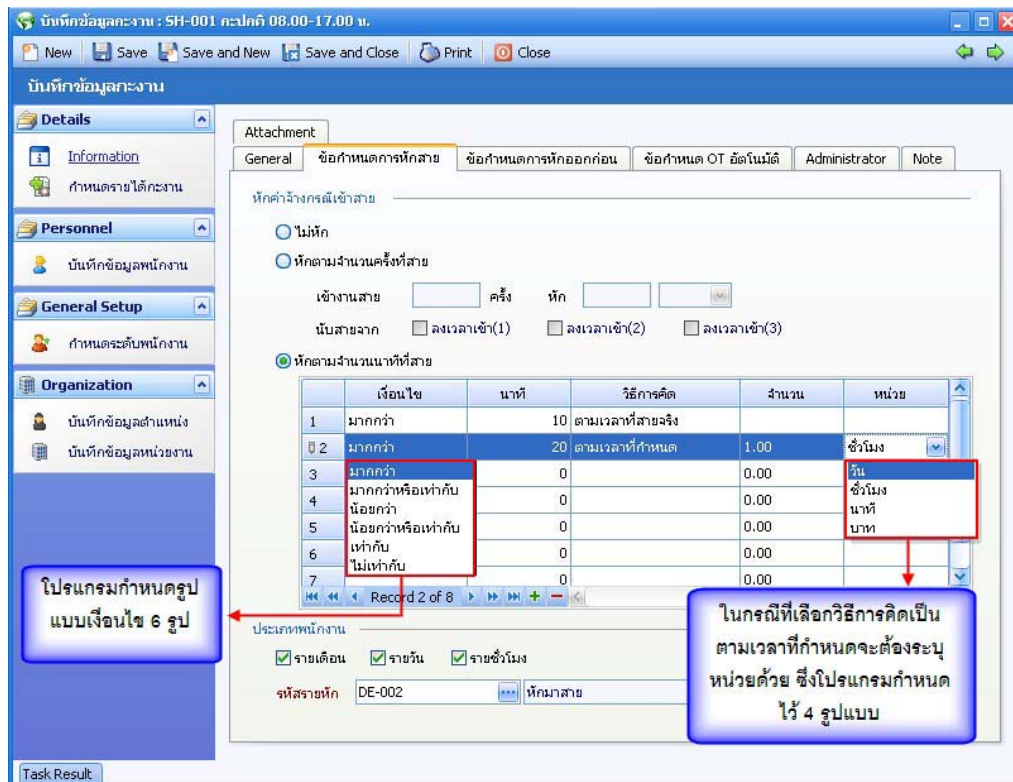 บันทึกข้อมูลกะงาน : SH-001 กะปกติ 08.00-17.00 น.
New Save Save and New Save and Close Print Close
บันทึกข้อมูลกะงาน
Details
Information
กำหนดรายได้กะงาน
Personnel
บันทึกข้อมูลพนักงาน
General Setup
กำหนดระดับพนักงาน
Organization
บันทึกข้อมูลตำแหน่ง
บันทึกข้อมูลหน่วยงาน
Attachment
General ข้อกำหนดการหักสาย ข้อกำหนดการหักออกก่อน ข้อกำหนด OT อัตโนมัติ Administrator Note
หักค่าจ้างกรณีเข้าสาย
ไม่หัก
หักตามจำนวนครั้งที่สาย
เข้างานสาย ครั้ง หัก
นับสายจาก ลงเวลาเข้า(1) ลงเวลาเข้า(2) ลงเวลาเข้า(3)
หักตามจำนวนนาทีที่สาย
เงื่อนไข นาที วิธีการคิด จำนวน หน่วย
1 มากกว่า 10 ตามเวลาที่สายจริง
2 มากกว่า 20 ตามเวลาที่กำหนด 1.00 ชั่วโมง
3 0 0.00
4 0 0.00
5 0 0.00
6 0 0.00
7 0 0.00
มากกว่า
มากกว่าหรือเท่ากับ
น้อยกว่า
น้อยกว่าหรือเท่ากับ
เท่ากับ
ไม่เท่ากับ
วัน
ชั่วโมง
นาที
บาท
Record 2 of 8
โปรแกรมกำหนดรูป
แบบเงื่อนไข 6 รูป
ประเภทพนักงาน
รายเดือน รายวัน รายชั่วโมง
รหัสรายหัก DE-002 หักมาสาย
ในกรณีที่เลือกวิธีการคิดเป็น
ตามเวลาที่กำหนดจะต้องระบุ
หน่วยด้วย ซึ่งโปรแกรมกำหนด
ไว้ 4 รูปแบบ
Task Result